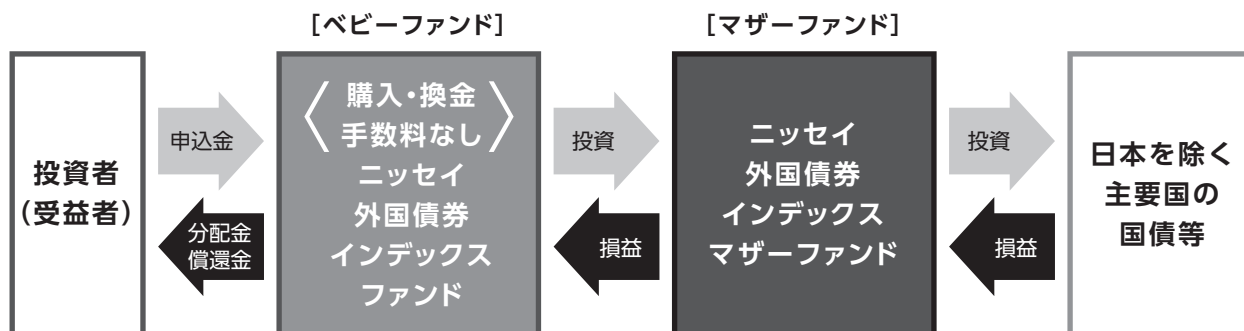 [ベビーファンド]
[マザーファンド]
投資者
(受益者)
申込金
分配金
償還金
〈購入・換金
手数料なし〉
ニッセイ
外国債券
インデックス
ファンド
投資
損益
ニッセイ
外国債券
インデックス
マザーファンド
投資
損益
日本を除く
主要国の
国債等